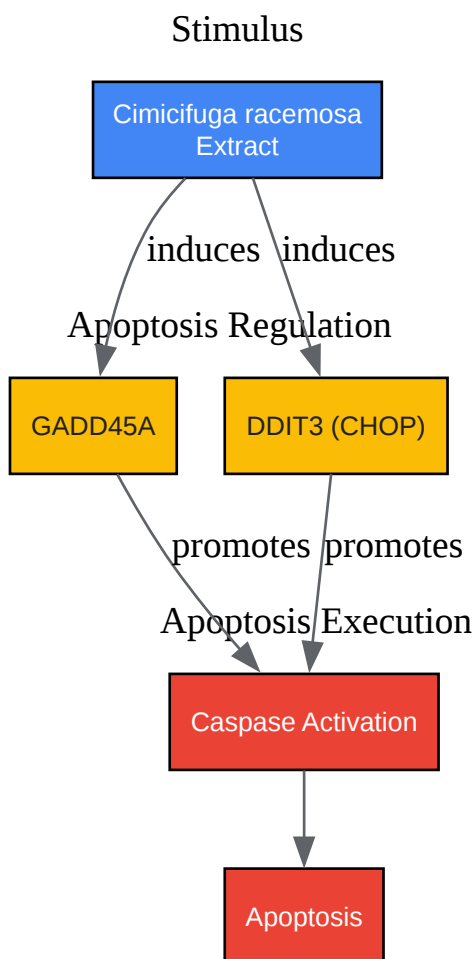 Stimulus
Cimicifuga racemosa
Extract
induces
induces
Apoptosis Regulation
GADD45A
DDIT3 (CHOP)
promotes
promotes
Apoptosis Execution
Caspase Activation
Apoptosis